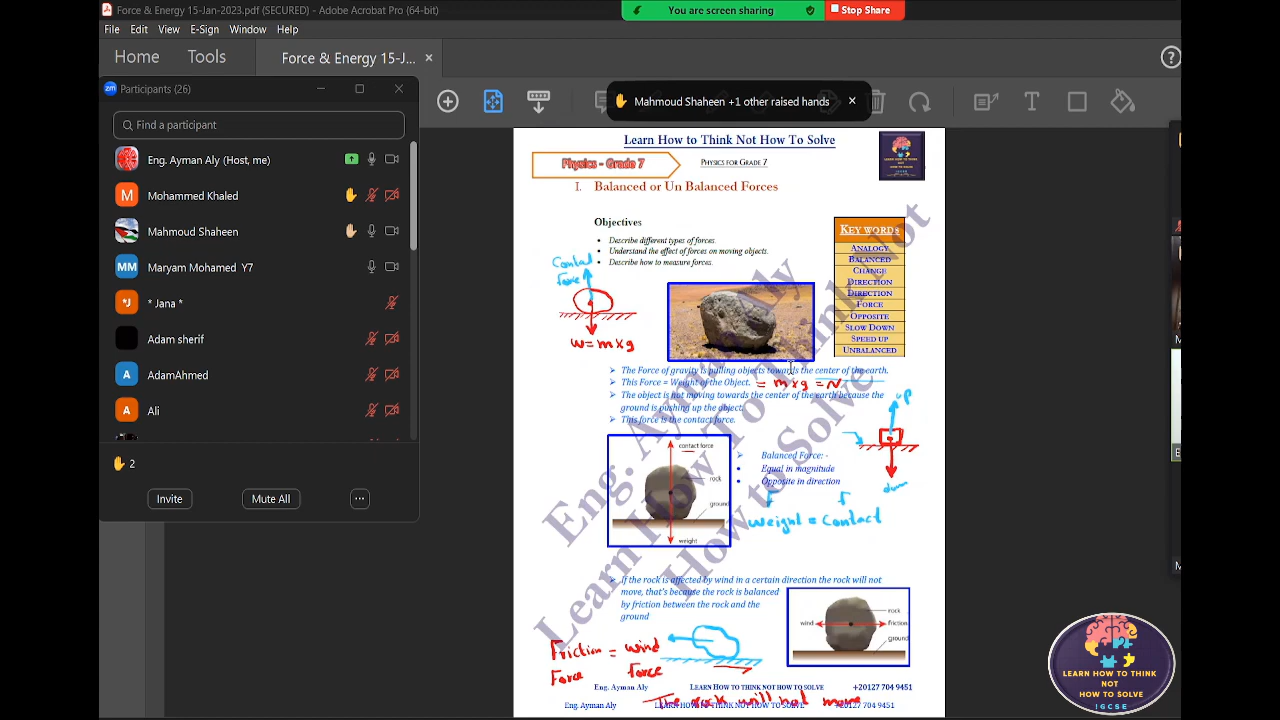 Force & Energy 15-Jan-2023.pdf (SECURED) - Adobe Acrobat Pro (64-bit)
You are screen sharing
Stop Share
File Edit View E-Sign Window Help
Home Tools Force & Energy 15-J... ×
zm Participants (26)
Find a participant
Eng. Ayman Aly (Host, me)
M Mohammed Khaled
Mahmoud Shaheen
MM Maryam Mohamed Y7
*J * Jana *
Adam sherif
A AdamAhmed
A Ali
2
Invite Mute All ...
Mahmoud Shaheen +1 other raised hands ×
Learn How to Think Not How To Solve
Physics - Grade 7
PHYSICS FOR GRADE 7
I. Balanced or Un Balanced Forces
Objectives
• Describe different types of forces.
• Understand the effect of forces on moving objects.
• Describe how to measure forces.
KEY WORDS
ANALOGY
BALANCED
CHANGE
DIRECTION
DIRECTION
FORCE
OPPOSITE
SLOW DOWN
SPEED UP
UNBALANCED
Contact
force
W = m x g
The Force of gravity is pulling objects towards the center of the earth.
This Force = Weight of the Object. = m x g = N
The object is not moving towards the center of the earth because the
ground is pushing up the object.
This force is the contact force.
up
down
contact force
rock
ground
weight
Balanced Force: -
• Equal in magnitude
• Opposite in direction
weight = Contact
If the rock is affected by wind in a certain direction the rock will not
move, that's because the rock is balanced
by friction between the rock and the
ground
rock
wind
friction
ground
Friction = wind
Force force
Eng. Ayman Aly LEARN HOW TO THINK NOT HOW TO SOLVE +20127 704 9451
The rock will not move
Eng. Ayman Aly LEARN HOW TO THINK NOT HOW TO SOLVE +20127 704 9451
Eng. Ayman Aly
Learn How To Think Not
How to Solve
LEARN HOW TO THINK
NOT
HOW TO SOLVE
IGCSE